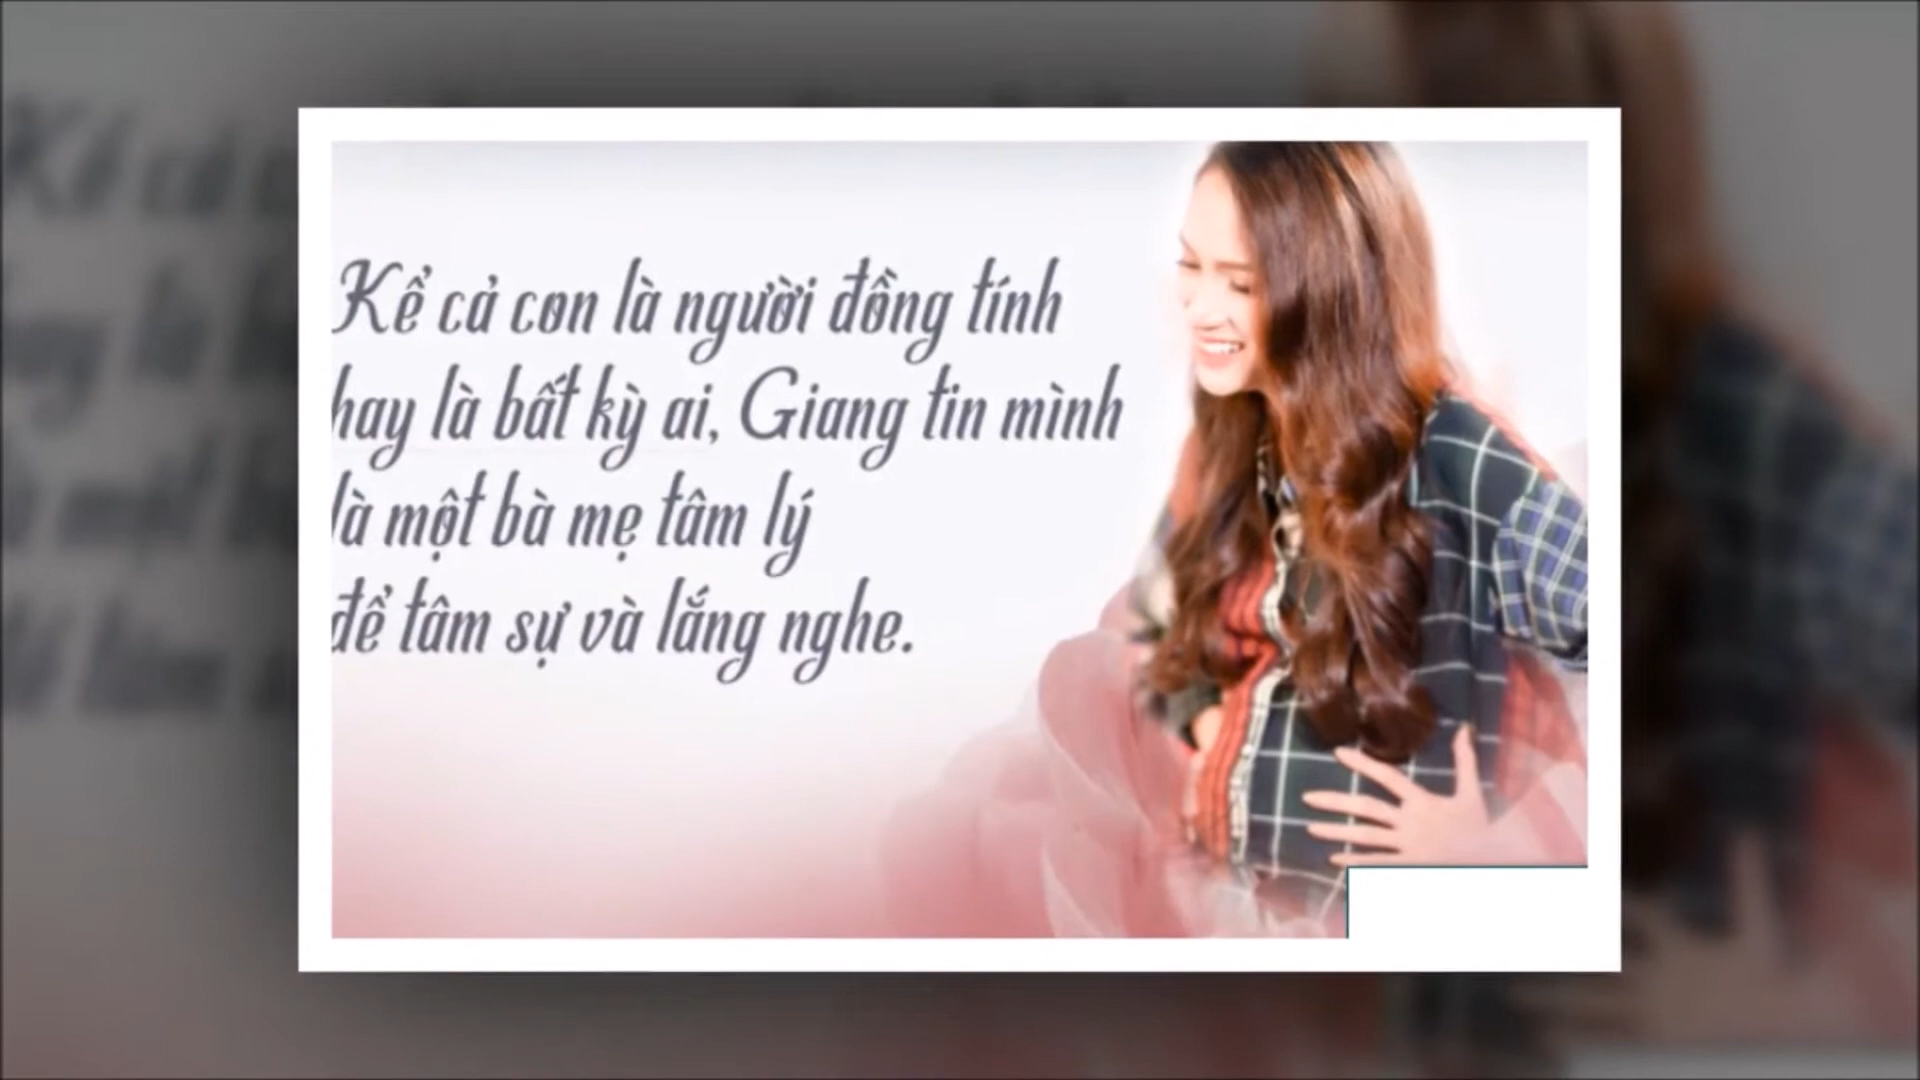 Kể cả con là người đồng tính
hay là bất kỳ ai, Giang tin mình
là một bà mẹ tâm lý
để tâm sự và lắng nghe.